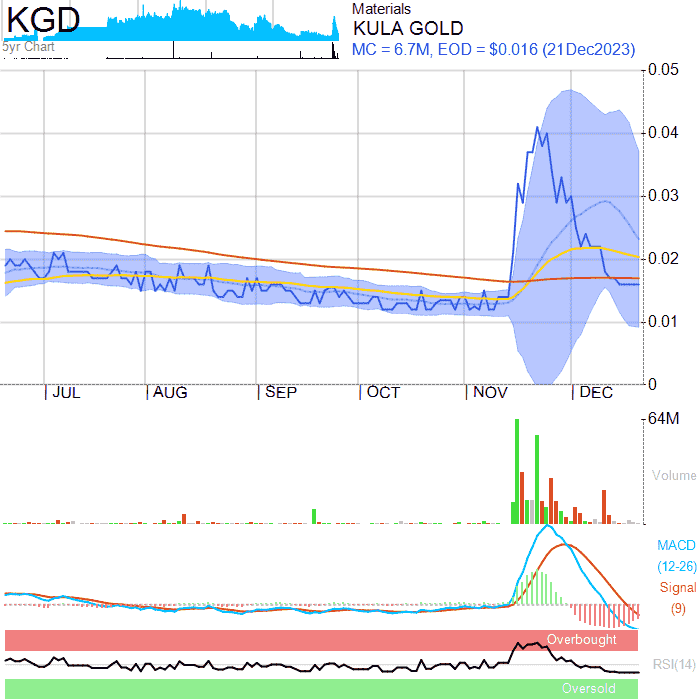 KGD
5yr Chart
Materials
KULA GOLD
MC = 6.7M, EOD = $0.016 (21Dec2023)
0.05
0.04
0.03
0.02
0.01
0
JUL AUG SEP OCT NOV DEC
64M
Volume
MACD
(12-26)
Signal
(9)
Overbought
RSI(14)
Oversold